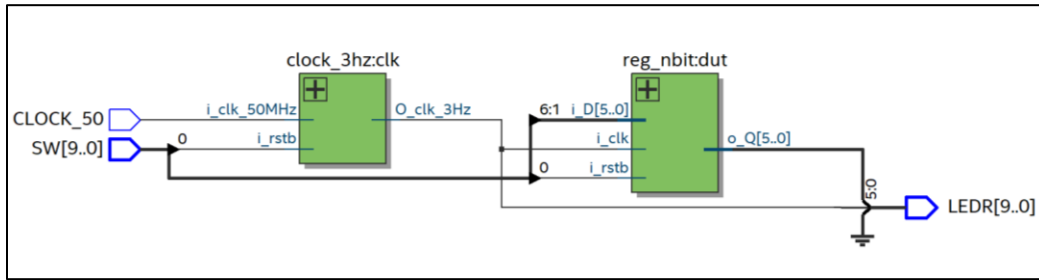 clock_3hz:clk
reg_nbit:dut
CLOCK_50
i_clk_50MHz
O_clk_3Hz
6:1
i_D[5..0]
SW[9..0]
0
i_rstb
i_clk
o_Q[5..0]
0
i_rstb
5:0
LEDR[9..0]